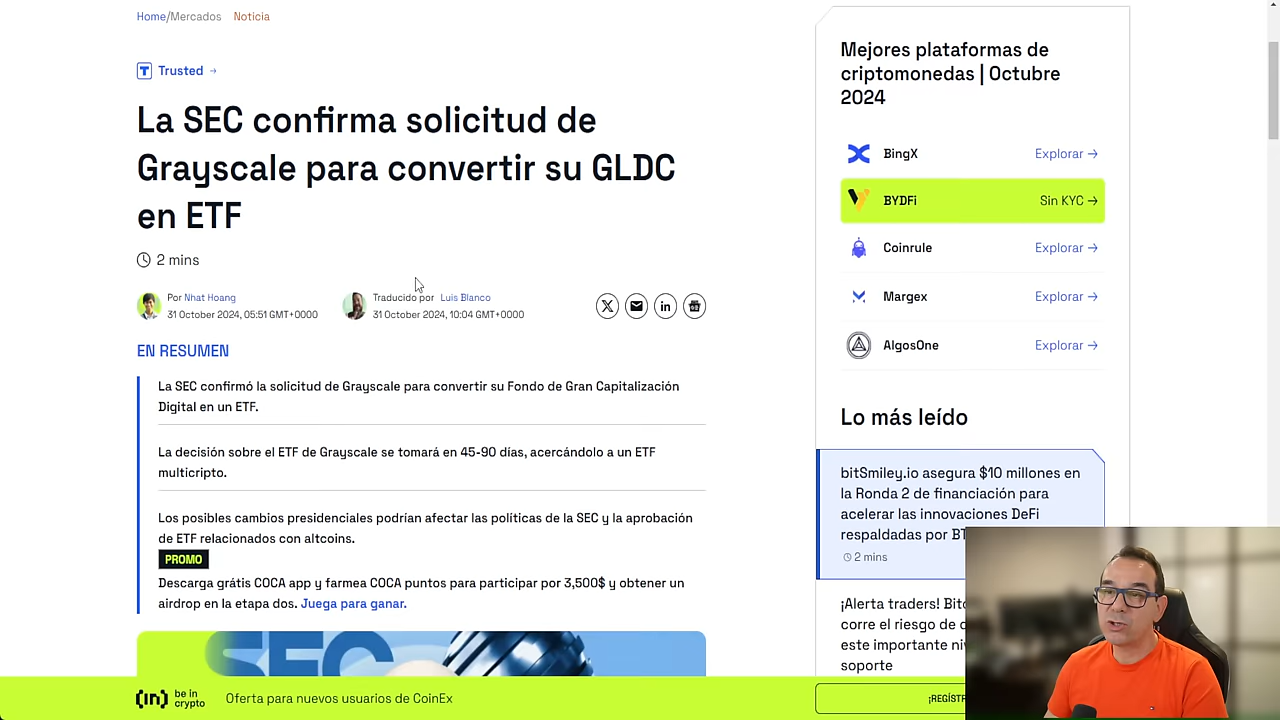 Home/Mercados Noticia
Trusted →
La SEC confirma solicitud de
Grayscale para convertir su GLDC
en ETF
2 mins
Por Nhat Hoang
31 October 2024, 05:51 GMT+0000
Traducido por Luis Blanco
31 October 2024, 10:04 GMT+0000
EN RESUMEN
La SEC confirmó la solicitud de Grayscale para convertir su Fondo de Gran Capitalización
Digital en un ETF.
La decisión sobre el ETF de Grayscale se tomará en 45-90 días, acercándolo a un ETF
multicripto.
Los posibles cambios presidenciales podrían afectar las políticas de la SEC y la aprobación
de ETF relacionados con altcoins.
PROMO
Descarga grátis COCA app y farmea COCA puntos para participar por 3,500$ y obtener un
airdrop en la etapa dos. Juega para ganar.
SEC
Mejores plataformas de
criptomonedas | Octubre
2024
BingX Explorar →
BYDFi Sin KYC →
Coinrule Explorar →
Margex Explorar →
AlgosOne Explorar →
Lo más leído
bitSmiley.io asegura $10 millones en
la Ronda 2 de financiación para
acelerar las innovaciones DeFi
respaldadas por
2 mins
¡Alerta traders!
corre el riesgo de
este importante
soporte
be in
crypto
Oferta para nuevos usuarios de CoinEx